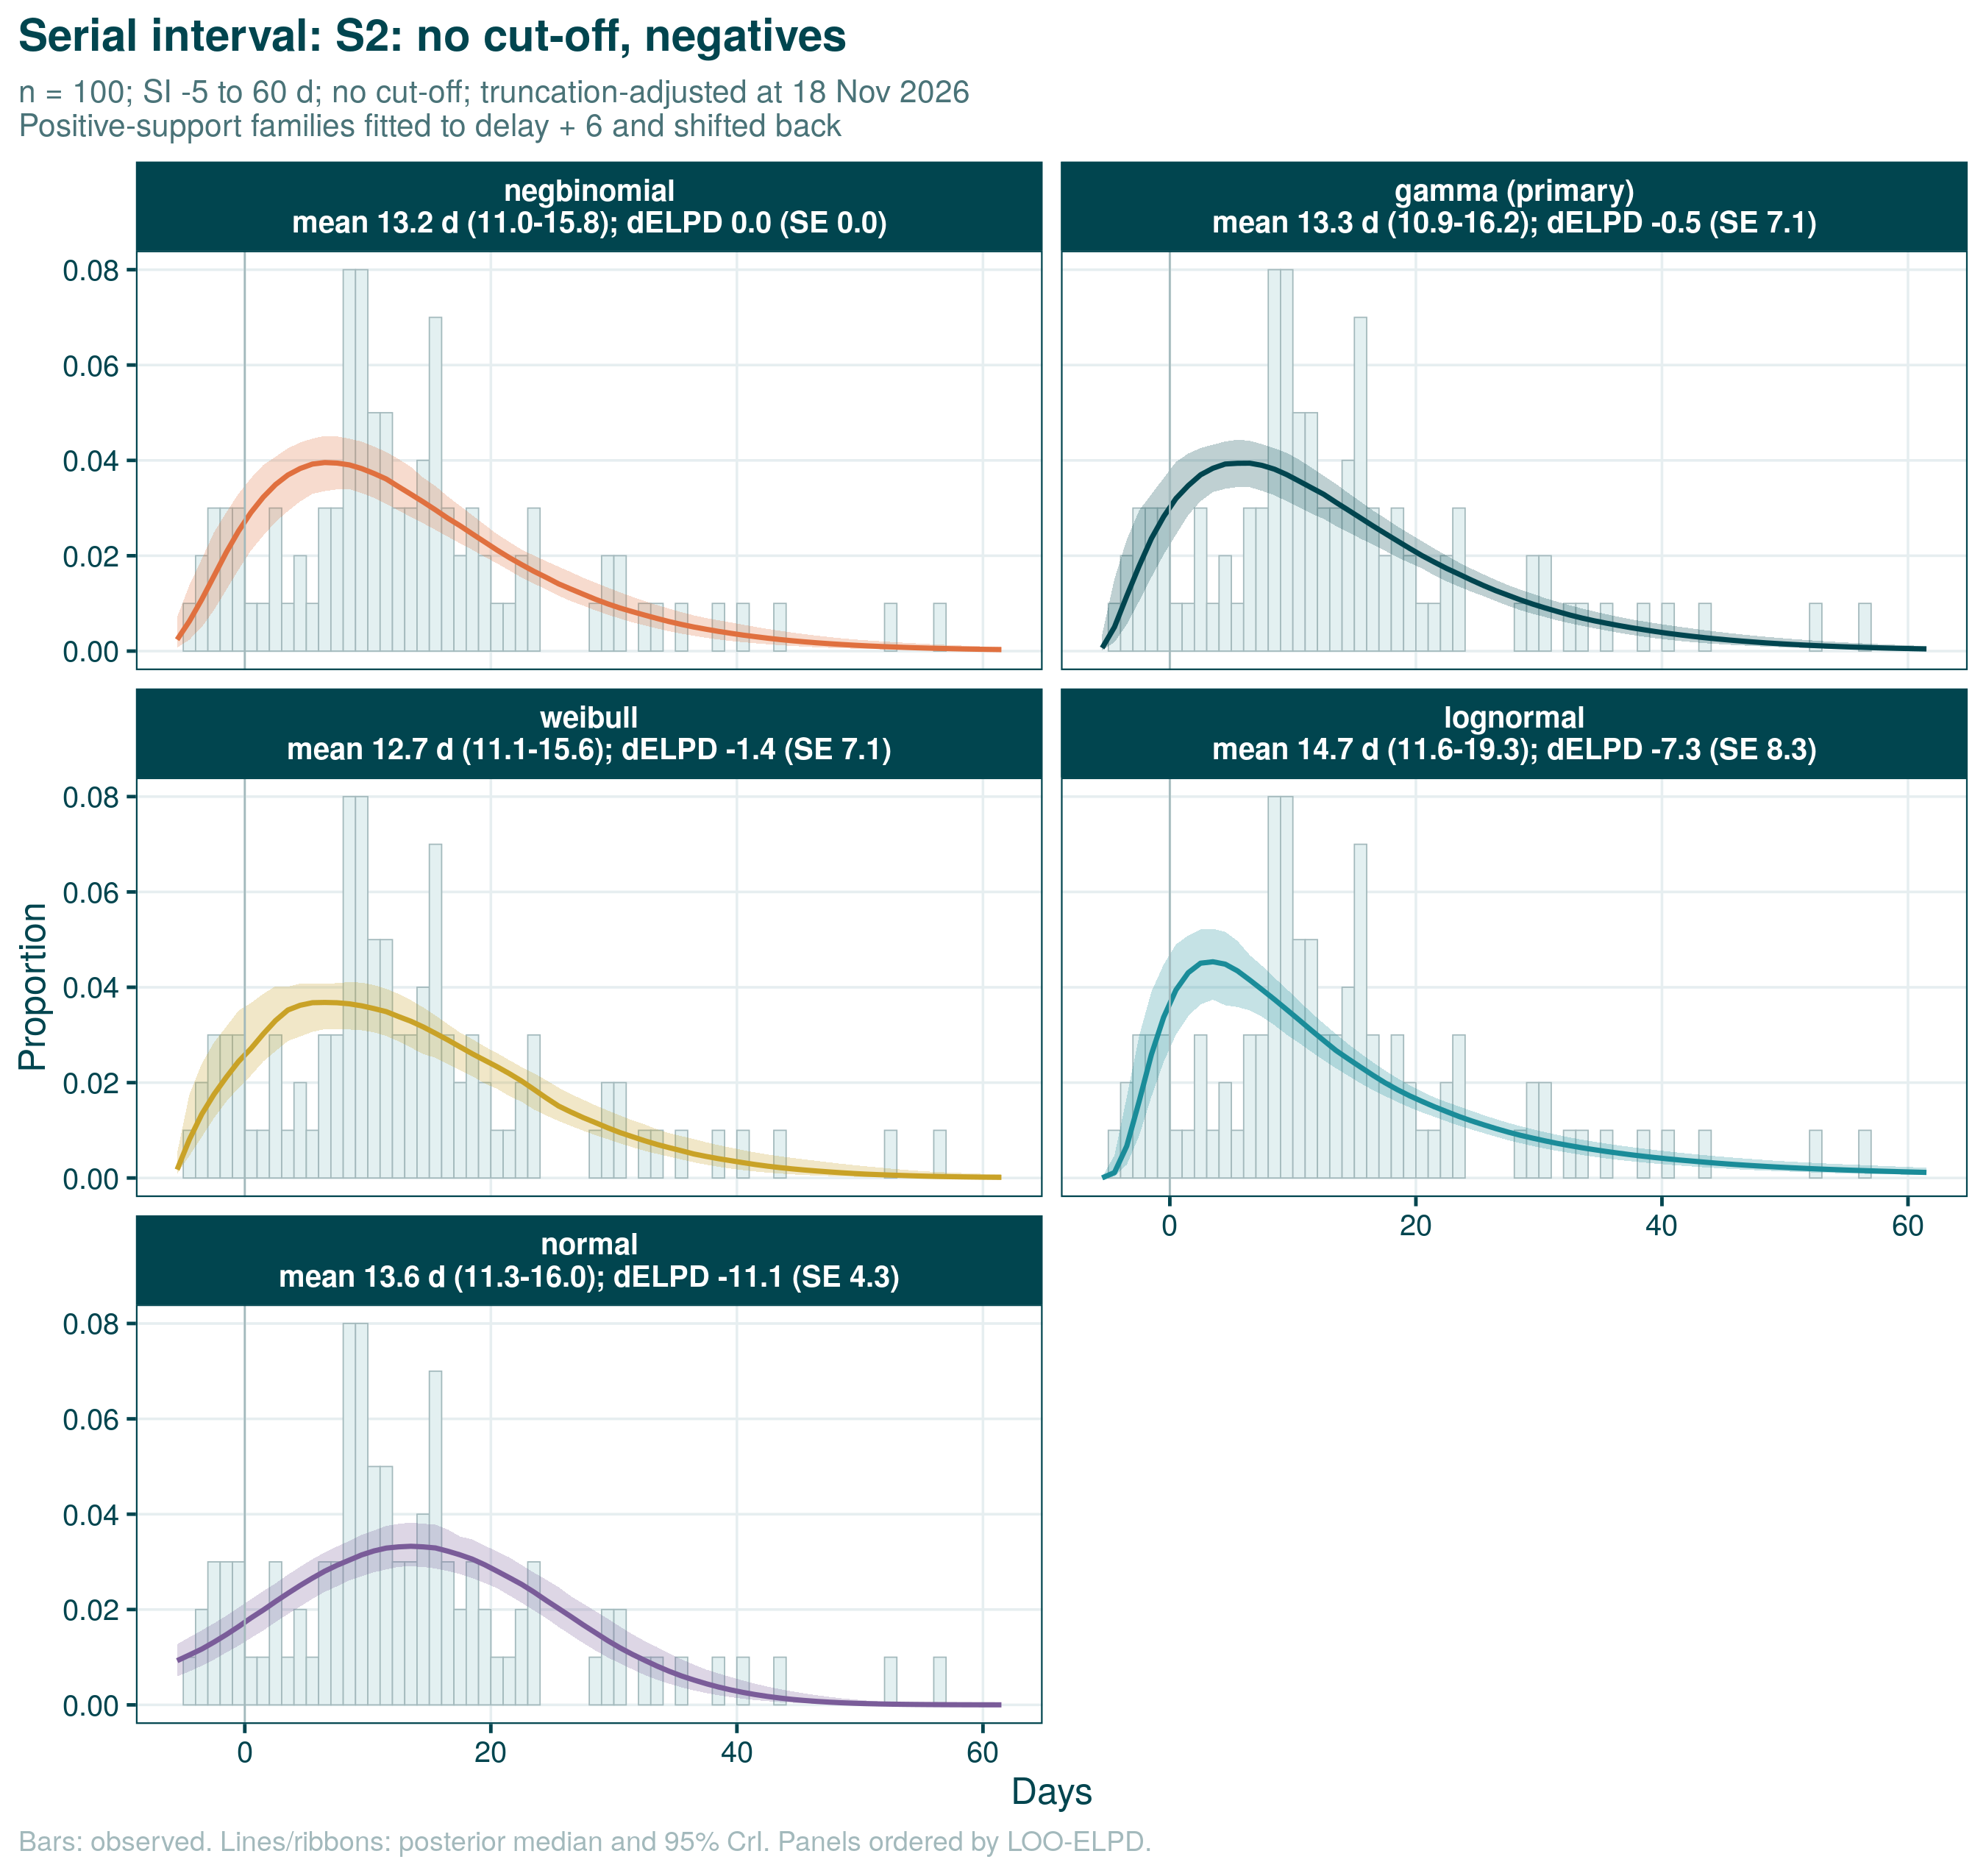 Serial interval: S2: no cut-off, negatives
n = 100; SI -5 to 60 d; no cut-off; truncation-adjusted at 18 Nov 2026
Positive-support families fitted to delay + 6 and shifted back
negbinomial
mean 13.2 d (11.0-15.8); dELPD 0.0 (SE 0.0)
gamma (primary)
mean 13.3 d (10.9-16.2); dELPD -0.5 (SE 7.1)
0.08
0.06
0.04
0.02
0.00
weibull
mean 12.7 d (11.1-15.6); dELPD -1.4 (SE 7.1)
lognormal
mean 14.7 d (11.6-19.3); dELPD -7.3 (SE 8.3)
0.08
0.06
0.04
0.02
0.00
0 20 40 60
Proportion
normal
mean 13.6 d (11.3-16.0); dELPD -11.1 (SE 4.3)
0.08
0.06
0.04
0.02
0.00
0 20 40 60
Days
Bars: observed. Lines/ribbons: posterior median and 95% CrI. Panels ordered by LOO-ELPD.